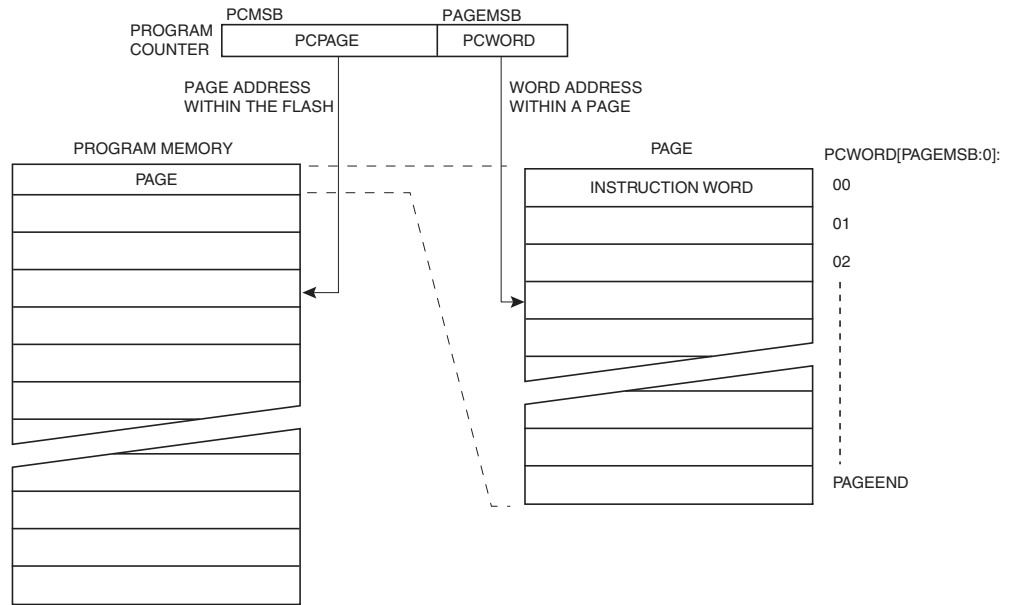 PCMSB
PAGEMSB
PROGRAM
COUNTER
PCPAGE
PCWORD
PAGE ADDRESS
WITHIN THE FLASH
WORD ADDRESS
WITHIN A PAGE
PROGRAM MEMORY
PAGE
PAGE
INSTRUCTION WORD
PCWORD[PAGEMSB:0]:
00
01
02
PAGEEND